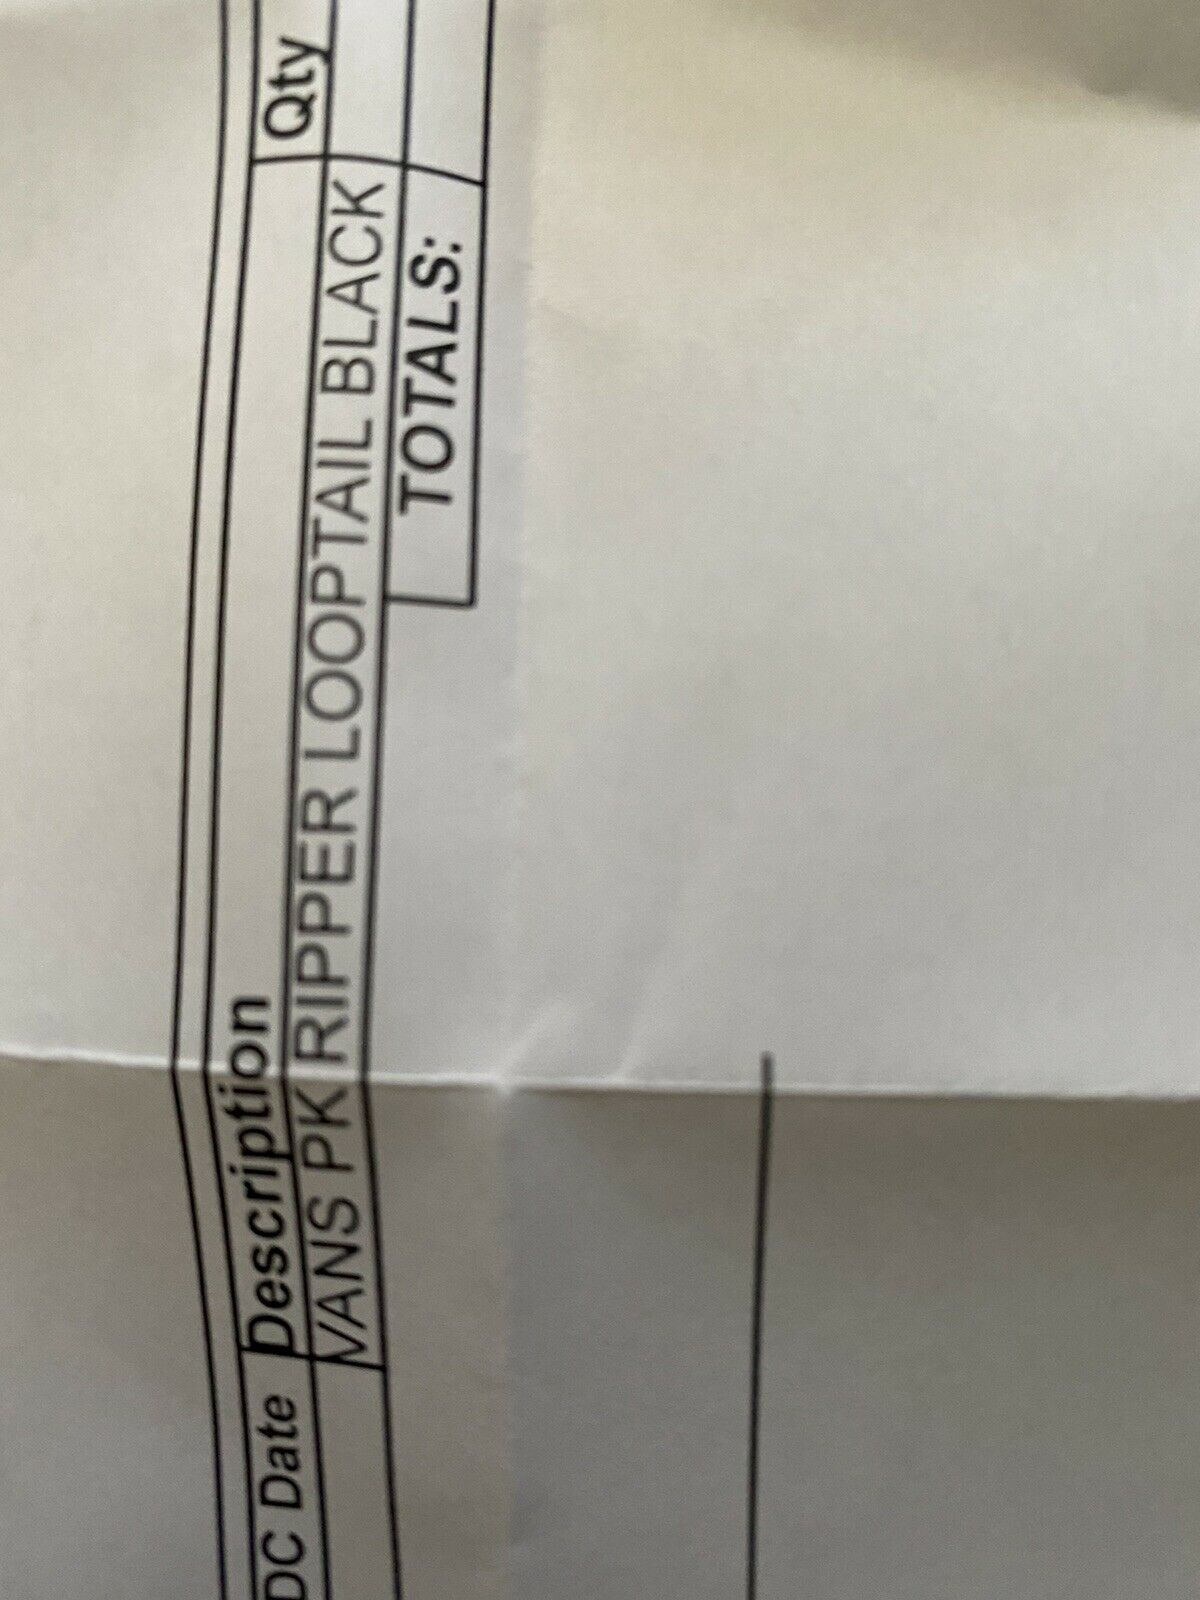 DC Date Description Qty
VANS PK RIPPER LOOPTAIL BLACK
TOTALS: